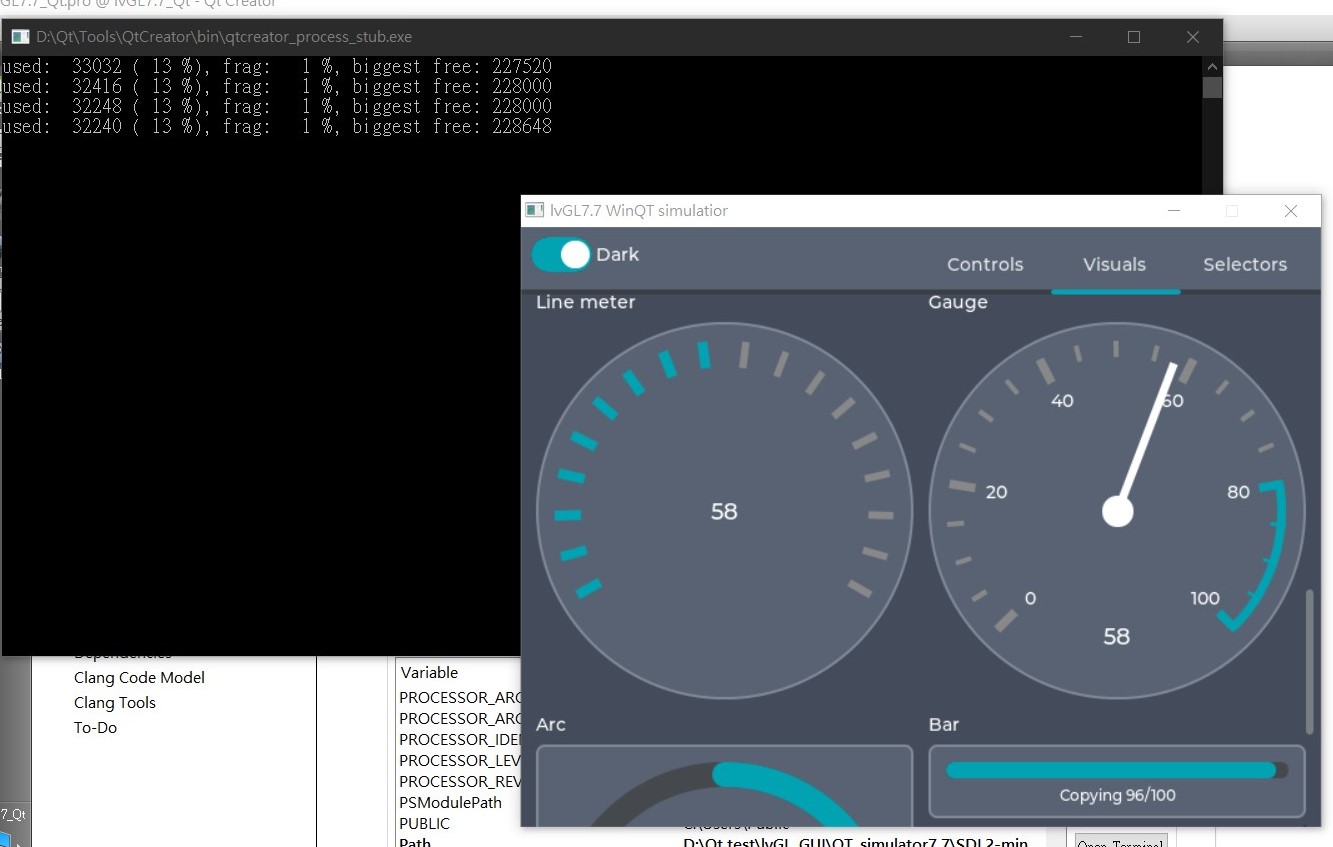 GL7.7_Qt.pro @ lvGL7.7_Qt - Qt Creator
D:\Qt\Tools\QtCreator\bin\qtcreator_process_stub.exe
used: 33032 ( 13 %), frag: 1 %, biggest free: 227520
used: 32416 ( 13 %), frag: 1 %, biggest free: 228000
used: 32248 ( 13 %), frag: 1 %, biggest free: 228000
used: 32240 ( 13 %), frag: 1 %, biggest free: 228648
lvGL7.7 WinQT simulatior
Dark
Controls Visuals Selectors
Line meter
58
Gauge
0
20
40
60
80
100
58
Arc
Bar
Copying 96/100
Dependencies
Clang Code Model
Clang Tools
To-Do
Variable
PROCESSOR_ARC
PROCESSOR_ARC
PROCESSOR_IDE
PROCESSOR_LEV
PROCESSOR_REV
PSModulePath
PUBLIC C:\Users\Public
Path D:\Qt_test\lvGL_GUI\QT_simulator7.7\SDL2-min
Open Terminal
7_Qt